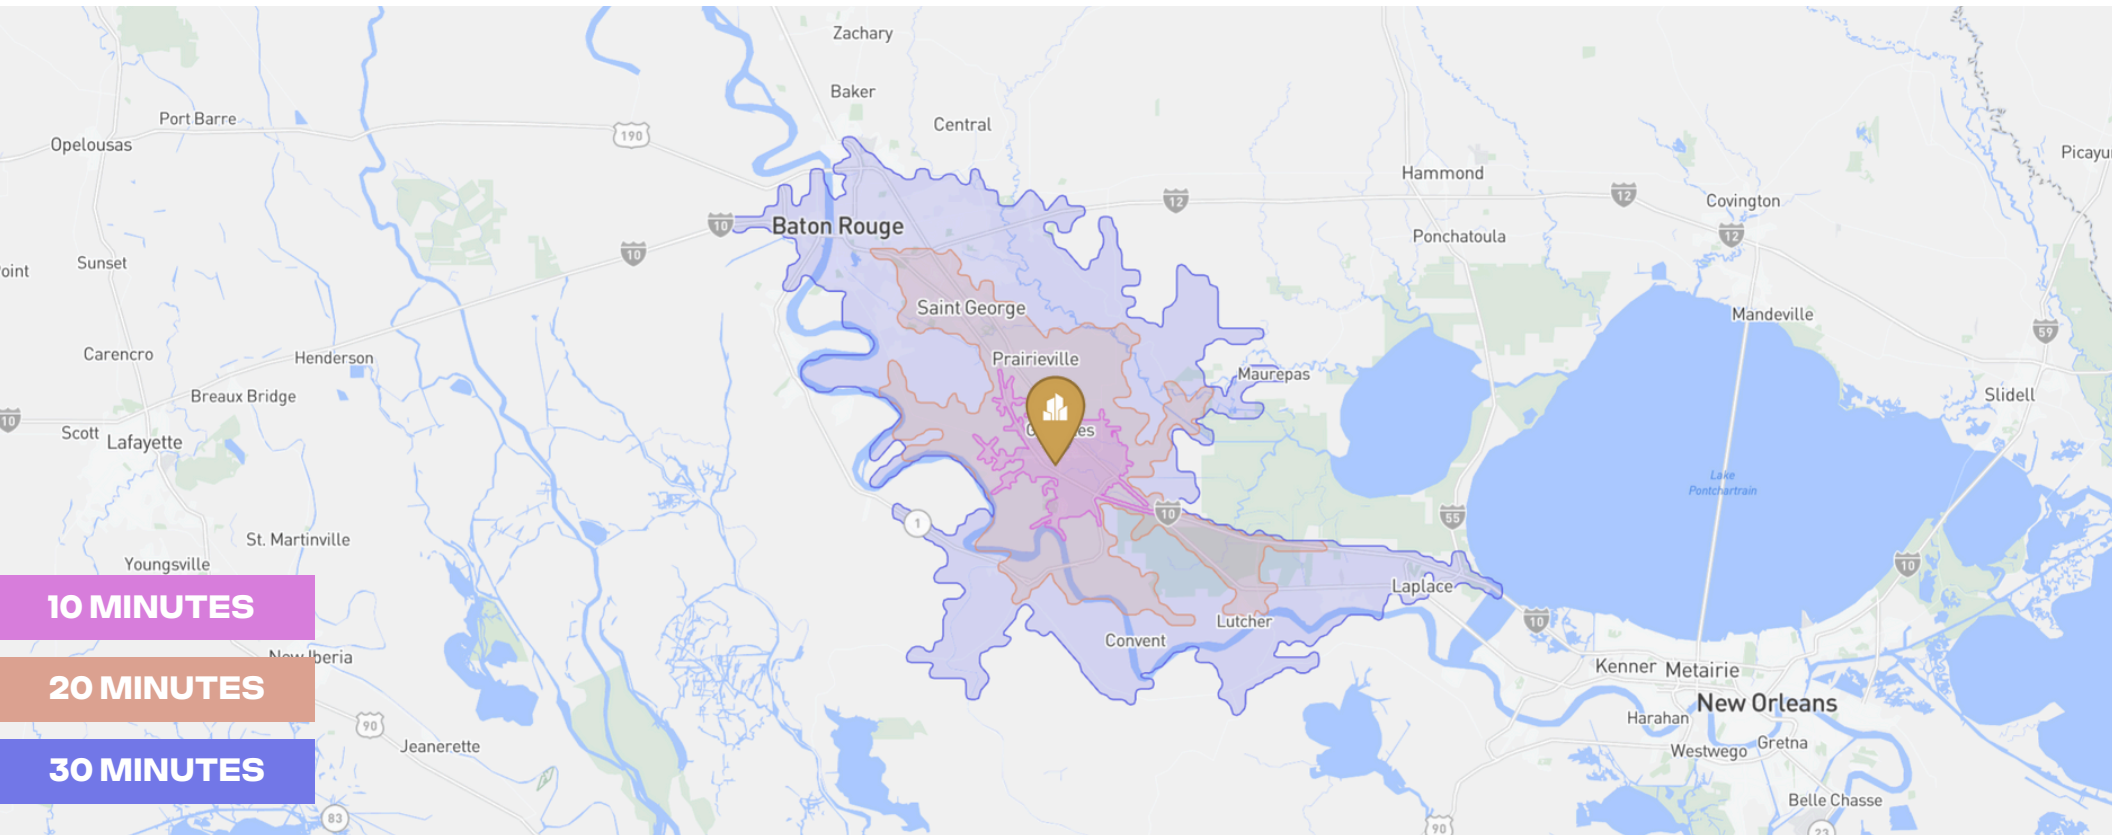 Zachary
Baker
Port Barre
190
Central
Opelousas
Picayu
Hammond
12
12
Covington
10
Baton Rouge
12
Ponchatoula
10
Sunset
oint
Saint George
Mandeville
59
Carencro
Henderson
Prairieville
Maurepas
Breaux Bridge
Slidell
10
Scott
Lafayette
G
es
Lake
Pontchartrain
1
10
55
St. Martinville
Youngsville
10
Laplace
10 MINUTES
Lutcher
10
Convent
New Iberia
Kenner
Metairie
20 MINUTES
New Orleans
Harahan
90
Jeanerette
Westwego
Gretna
30 MINUTES
Belle Chasse
83
90
23